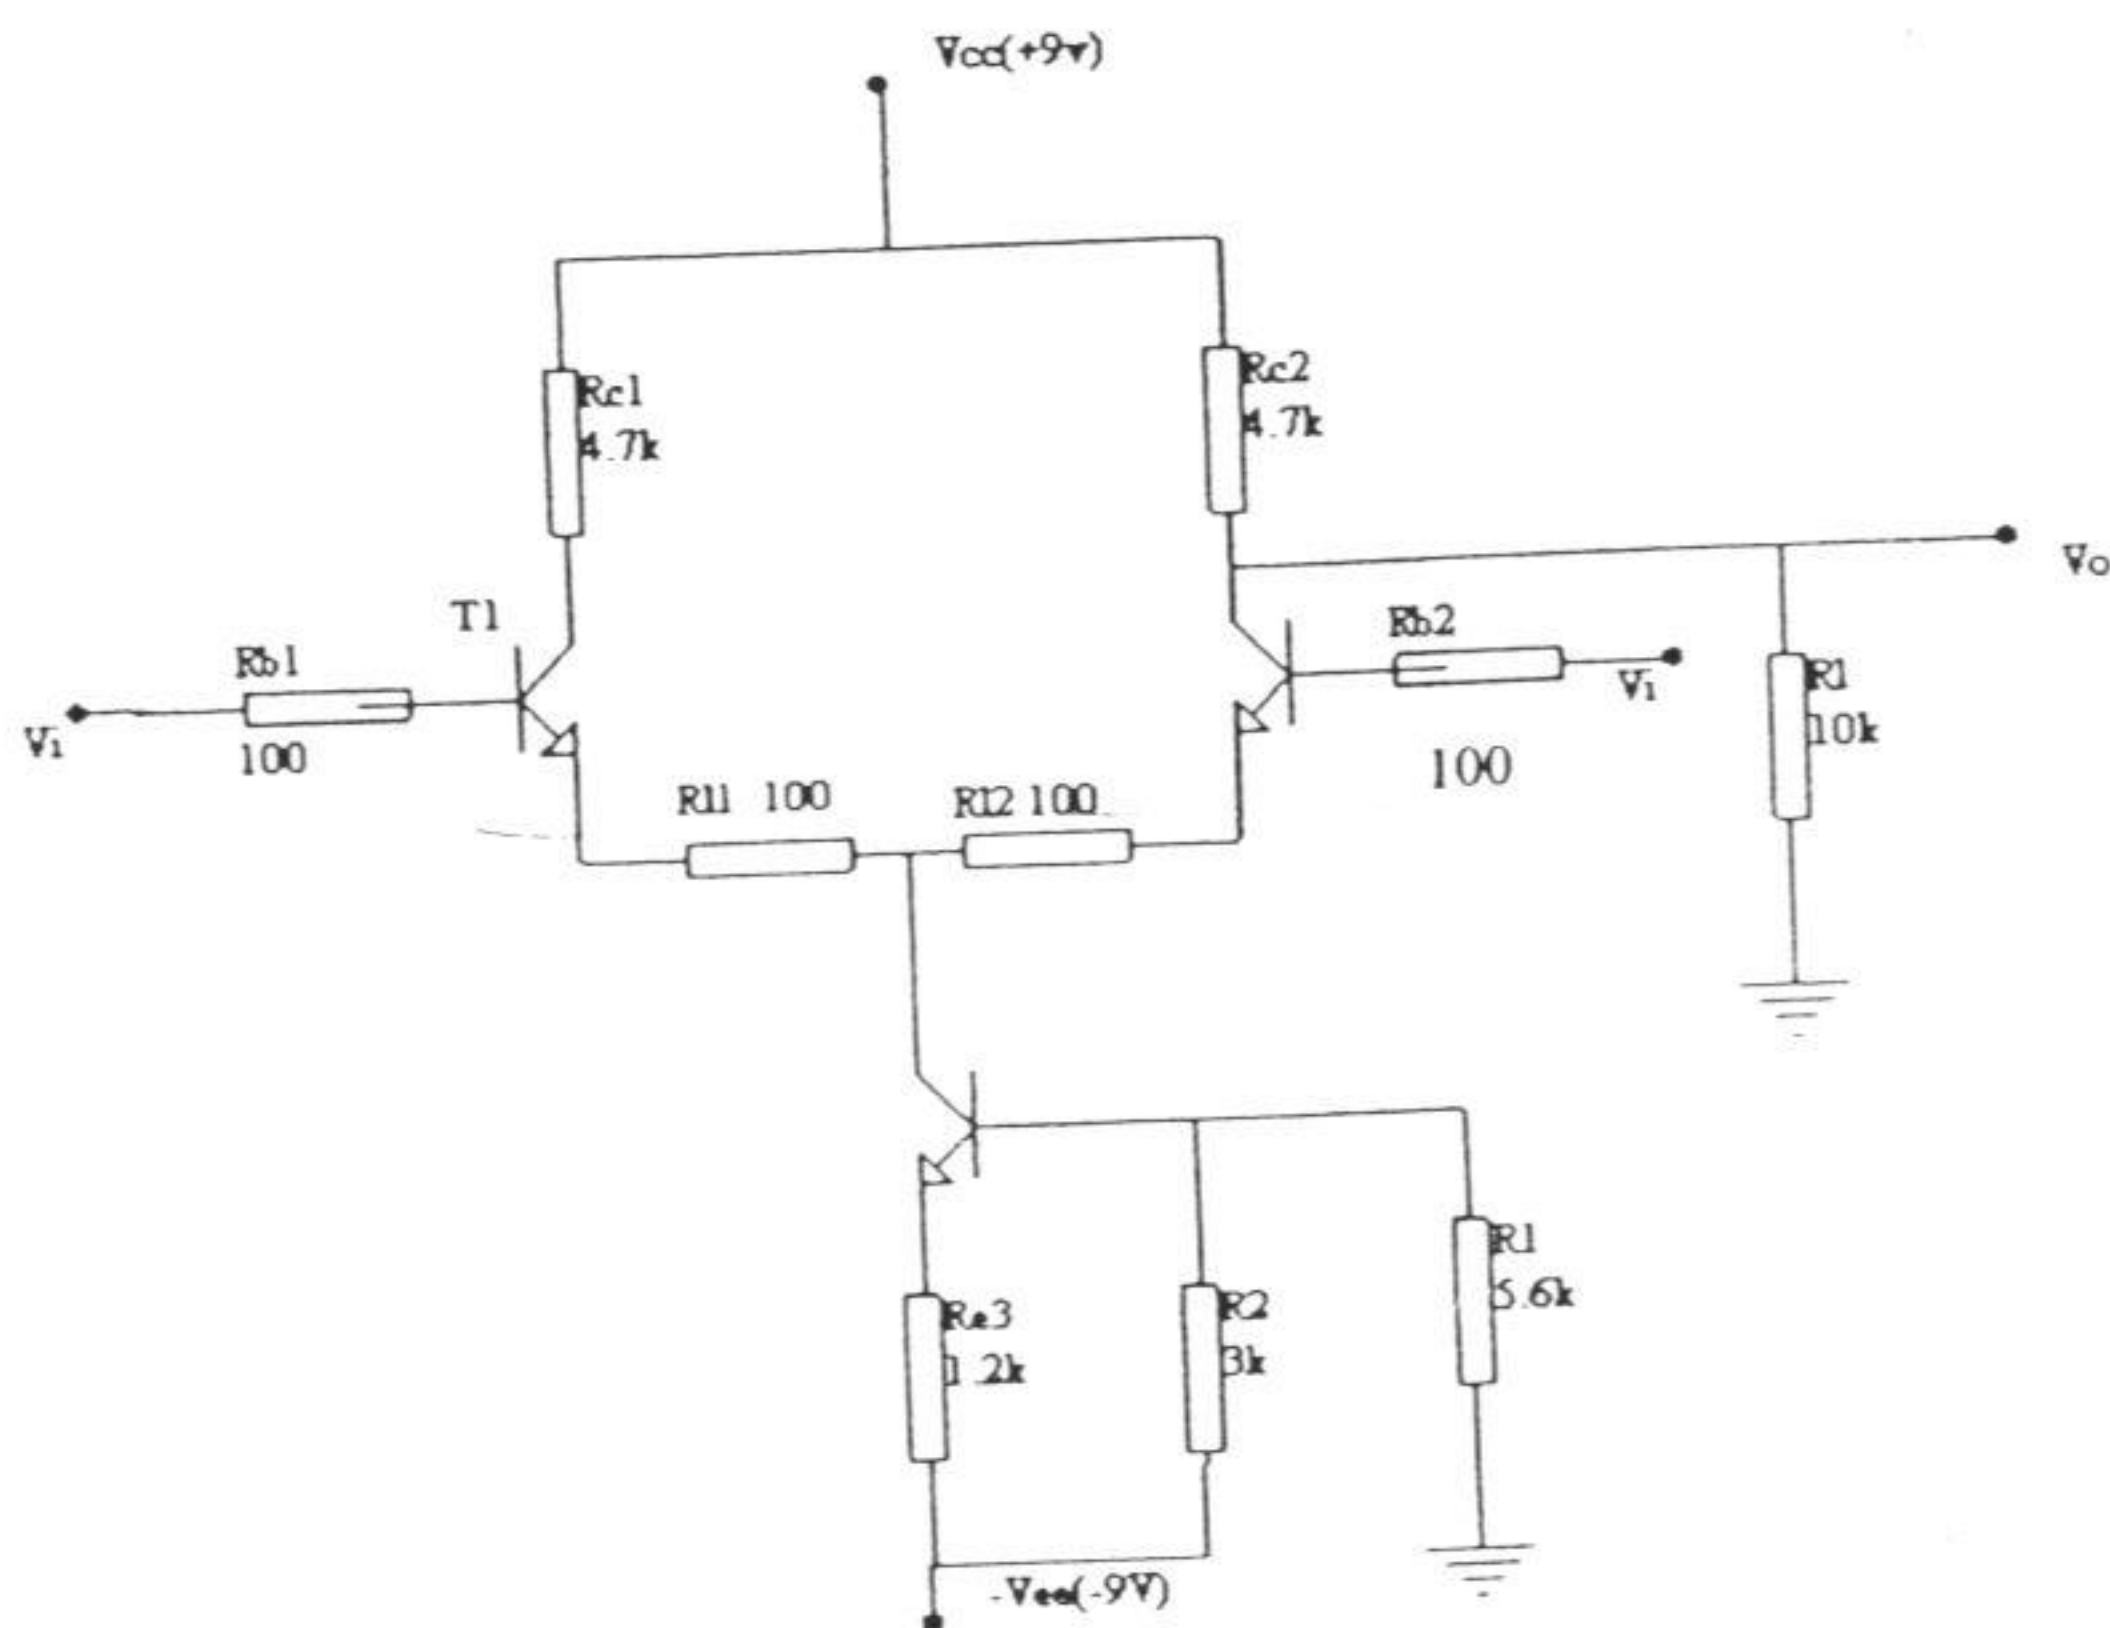 Vcc(+9v)
Rc1
4.7k
Rc2
4.7k
Vo
T1
Rb1
100
Vi
Rb2
100
Vi
Rl
10k
Rl1 100
Rl2 100
R1
5.6k
Re3
1.2k
R2
3k
-Vee(-9V)